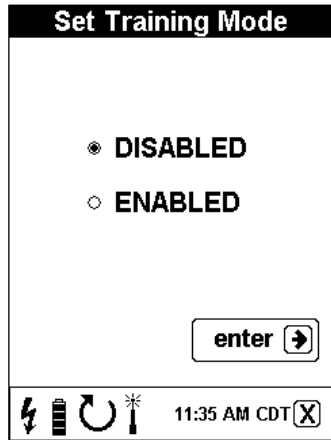 Set Training Mode
DISABLED
ENABLED
enter
11:35 AM CDT X